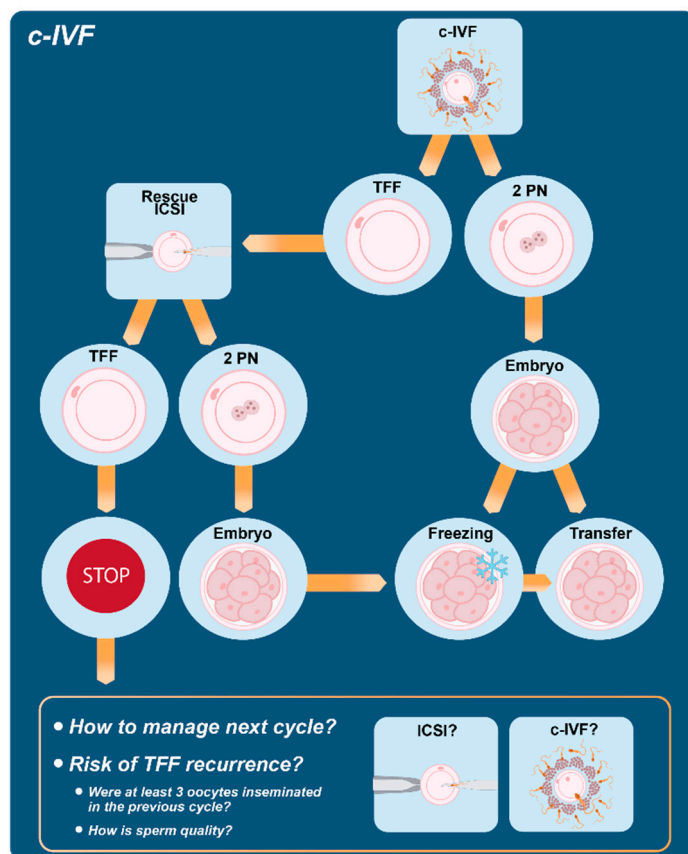 c-IVF
c-IVF
TFF
2 PN
Rescue
ICSI
TFF
2 PN
Embryo
STOP
Embryo
Freezing
Transfer
• How to manage next cycle?
• Risk of TFF recurrence?
• Were at least 3 oocytes inseminated
in the previous cycle?
• How is sperm quality?
ICSI?
c-IVF?